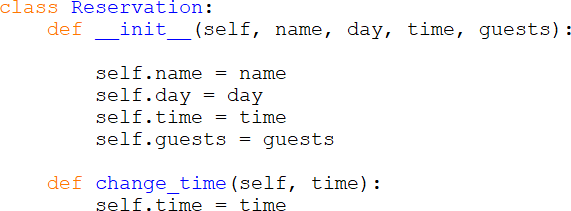 class Reservation:
    def __init__(self, name, day, time, guests):

        self.name = name
        self.day = day
        self.time = time
        self.guests = guests

    def change_time(self, time):
        self.time = time